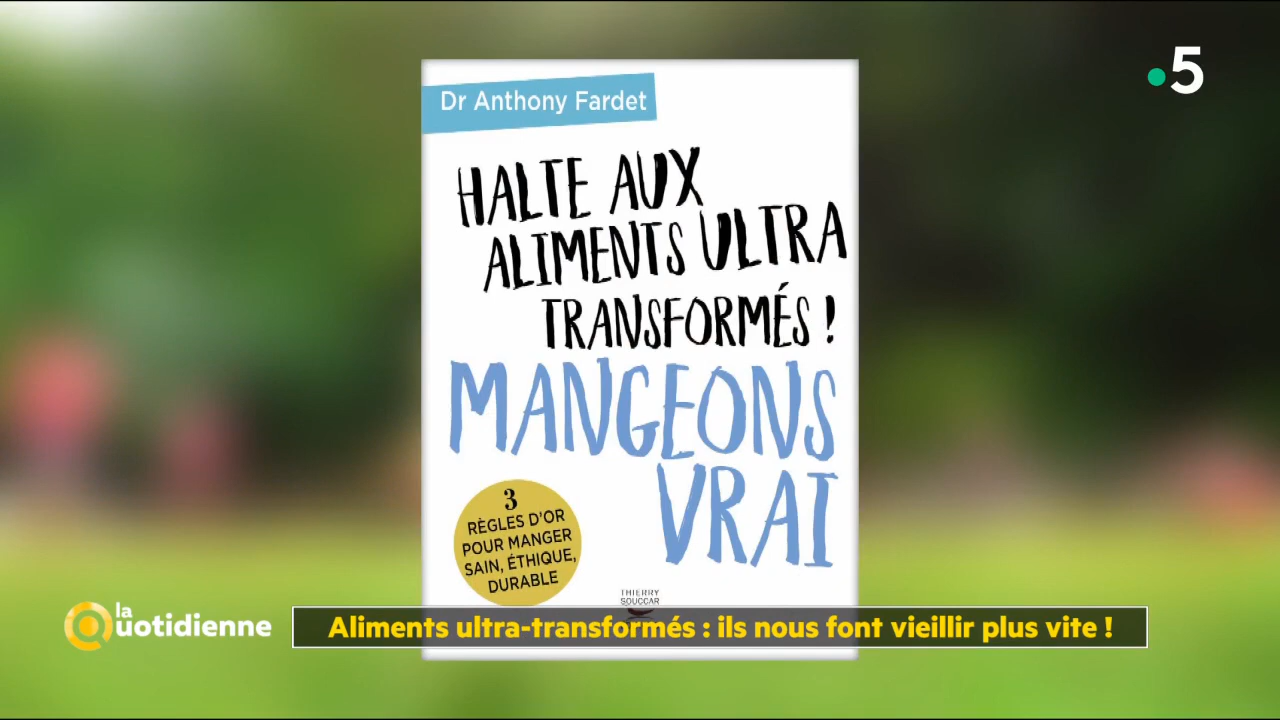 5
Dr Anthony Fardet
HALTE AUX
ALIMENTS ULTRA
TRANSFORMÉS !
MANGEONS
VRAI
3
RÈGLES D'OR
POUR MANGER
SAIN, ÉTHIQUE,
DURABLE
THIERRY
SOUCCAR
la
Quotidienne
Aliments ultra-transformés : ils nous font vieillir plus vite !